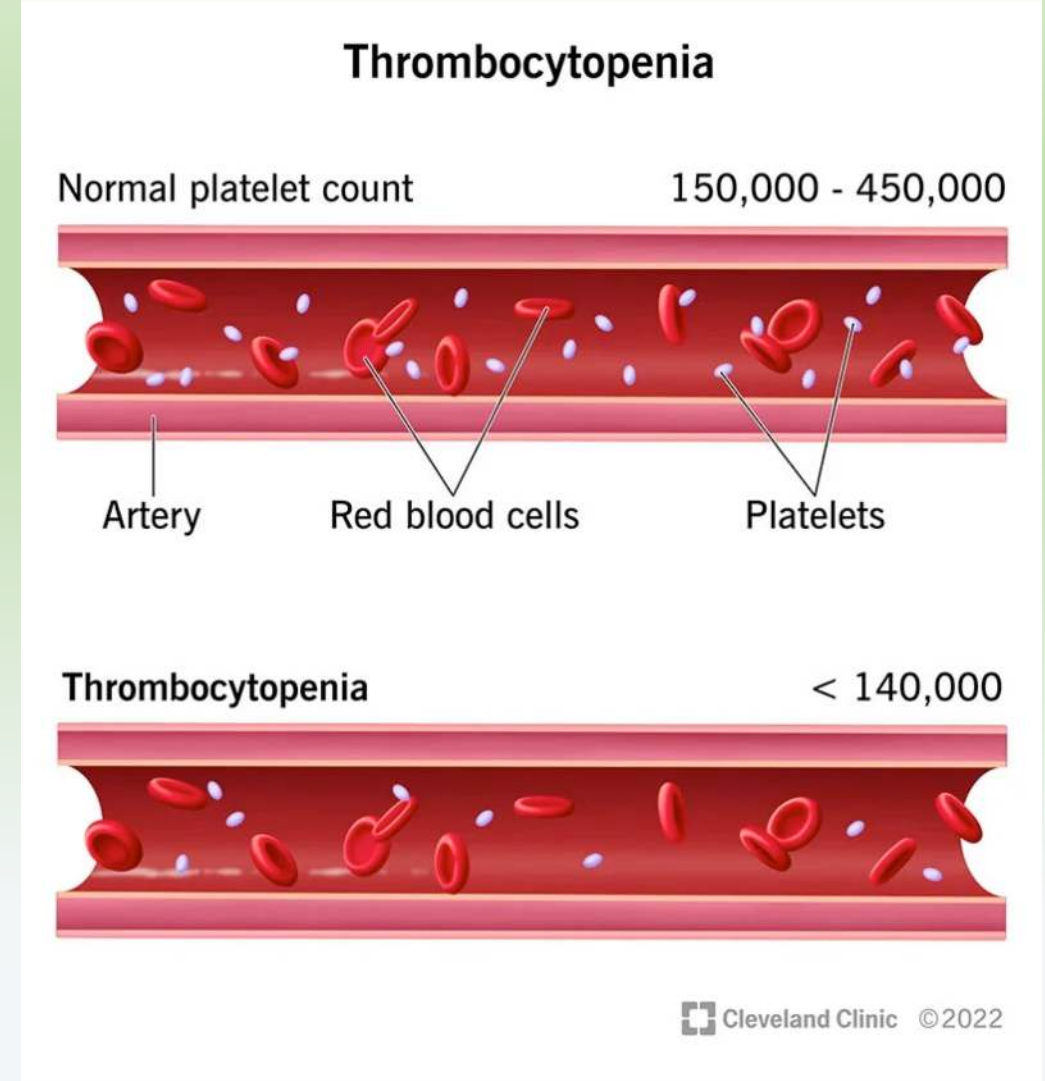 Thrombocytopenia
Normal platelet count 150,000 - 450,000
Artery Red blood cells Platelets
Thrombocytopenia < 140,000
Cleveland Clinic ©2022